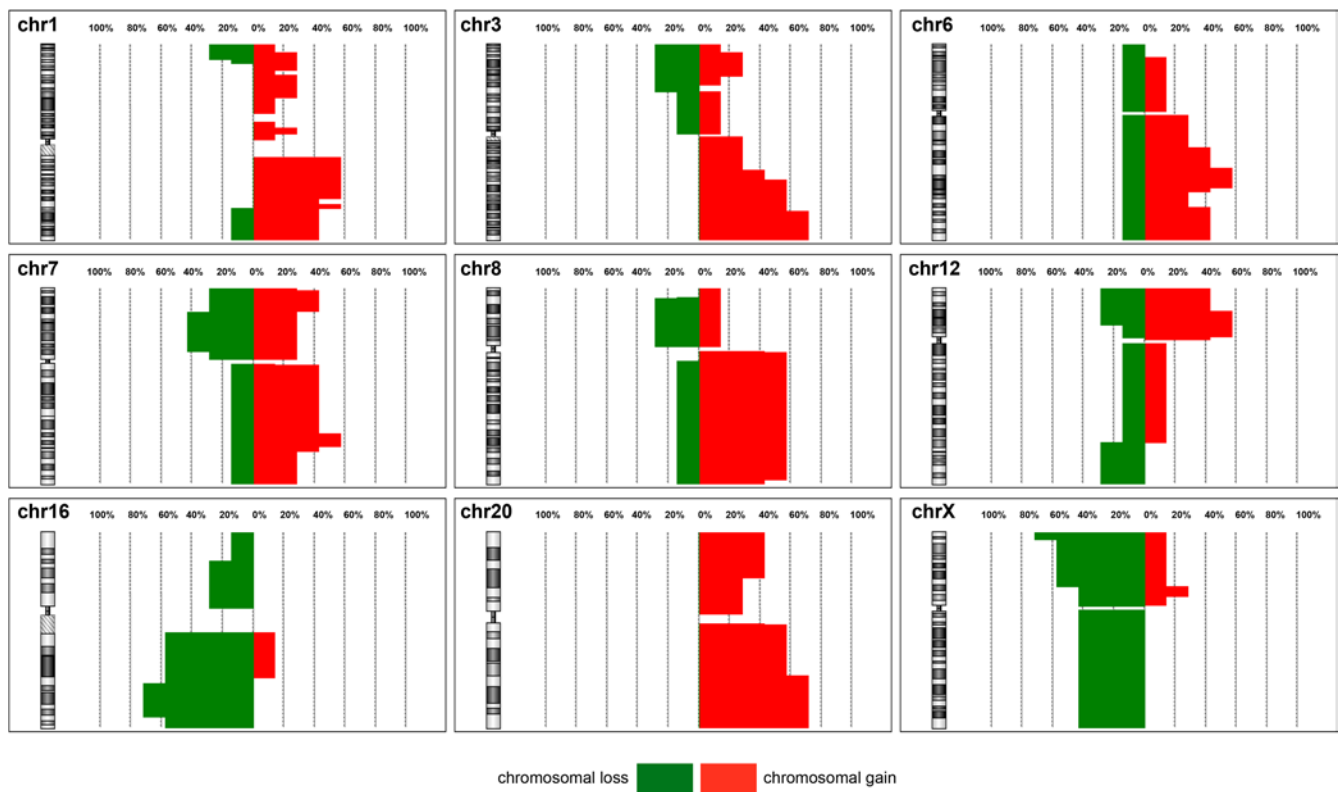 chr1
100% 80% 60% 40% 20% 0% 20% 40% 60% 80% 100%
chr3
100% 80% 60% 40% 20% 0% 20% 40% 60% 80% 100%
chr6
100% 80% 60% 40% 20% 0% 20% 40% 60% 80% 100%
chr7
100% 80% 60% 40% 20% 0% 20% 40% 60% 80% 100%
chr8
100% 80% 60% 40% 20% 0% 20% 40% 60% 80% 100%
chr12
100% 80% 60% 40% 20% 0% 20% 40% 60% 80% 100%
chr16
100% 80% 60% 40% 20% 0% 20% 40% 60% 80% 100%
chr20
100% 80% 60% 40% 20% 0% 20% 40% 60% 80% 100%
chrX
100% 80% 60% 40% 20% 0% 20% 40% 60% 80% 100%
chromosomal loss chromosomal gain